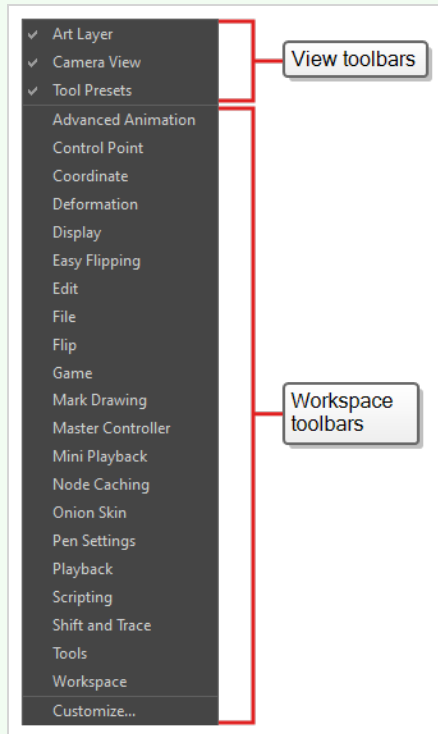 Art Layer
Camera View
Tool Presets
View toolbars
Advanced Animation
Control Point
Coordinate
Deformation
Display
Easy Flipping
Edit
File
Flip
Game
Mark Drawing
Master Controller
Mini Playback
Node Caching
Onion Skin
Pen Settings
Playback
Scripting
Shift and Trace
Tools
Workspace
Customize...
Workspace
toolbars